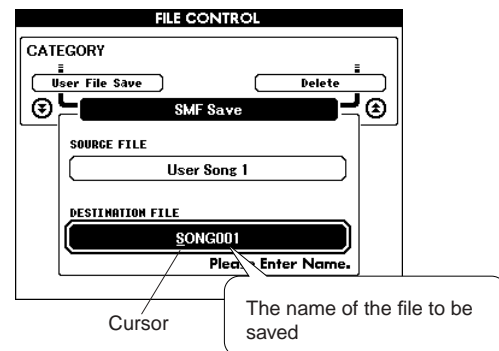 FILE CONTROL
CATEGORY
User File Save
Delete
SMF Save
SOURCE FILE
User Song 1
DESTINATION FILE
SONG001
Please Enter Name.
Cursor
The name of the file to be
saved